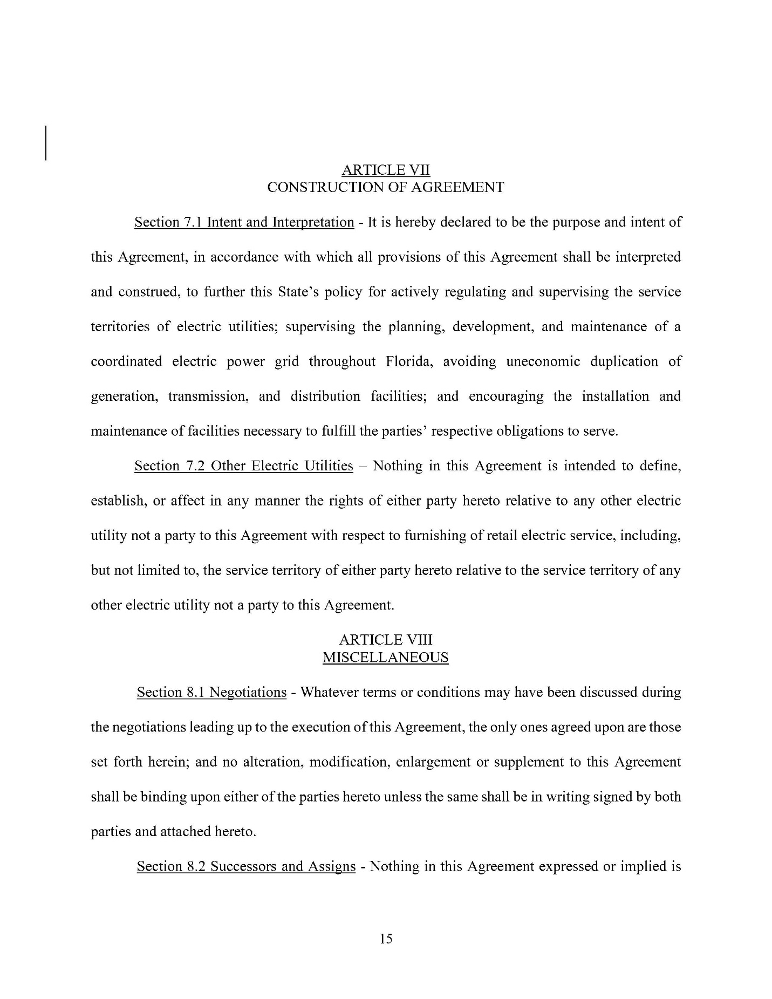 ARTICLE VII
CONSTRUCTION OF AGREEMENT
Section 7.1 Intent and Interpretation - It is hereby declared to be the purpose and intent of
this Agreement, in accordance with which all provisions of this Agreement shall be interpreted
and construed, to further this State’s policy for actively regulating and supervising the service
territories of electric utilities; supervising the planning, development, and maintenance of a
coordinated electric power grid throughout Florida, avoiding uneconomic duplication of
generation, transmission, and distribution facilities; and encouraging the installation and
maintenance of facilities necessary to fulfill the parties’ respective obligations to serve.
Section 7.2 Other Electric Utilities – Nothing in this Agreement is intended to define,
establish, or affect in any manner the rights of either party hereto relative to any other electric
utility not a party to this Agreement with respect to furnishing of retail electric service, including,
but not limited to, the service territory of either party hereto relative to the service territory of any
other electric utility not a party to this Agreement.
ARTICLE VIII
MISCELLANEOUS
Section 8.1 Negotiations - Whatever terms or conditions may have been discussed during
the negotiations leading up to the execution of this Agreement, the only ones agreed upon are those
set forth herein; and no alteration, modification, enlargement or supplement to this Agreement
shall be binding upon either of the parties hereto unless the same shall be in writing signed by both
parties and attached hereto.
Section 8.2 Successors and Assigns - Nothing in this Agreement expressed or implied is
15